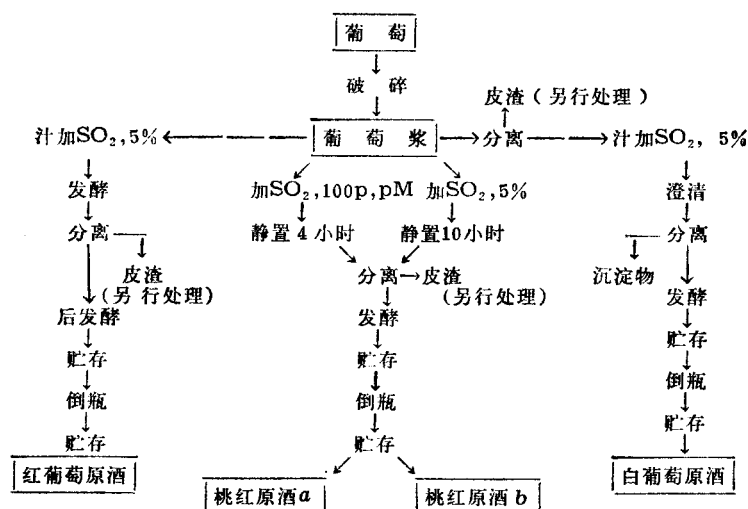 葡萄
破碎
皮渣（另行处理）
汁加SO₂,5%
葡萄浆
分离
汁加SO₂, 5%
发酵
加SO₂,100p,pM
加SO₂,5%
澄清
分离
静置4小时
静置10小时
分离
皮渣
(另行处理)
分离
皮渣
(另行处理)
沉淀物
后发酵
发酵
发酵
贮存
贮存
贮存
倒瓶
倒瓶
倒瓶
贮存
贮存
贮存
红葡萄原酒
桃红原酒a
桃红原酒b
白葡萄原酒